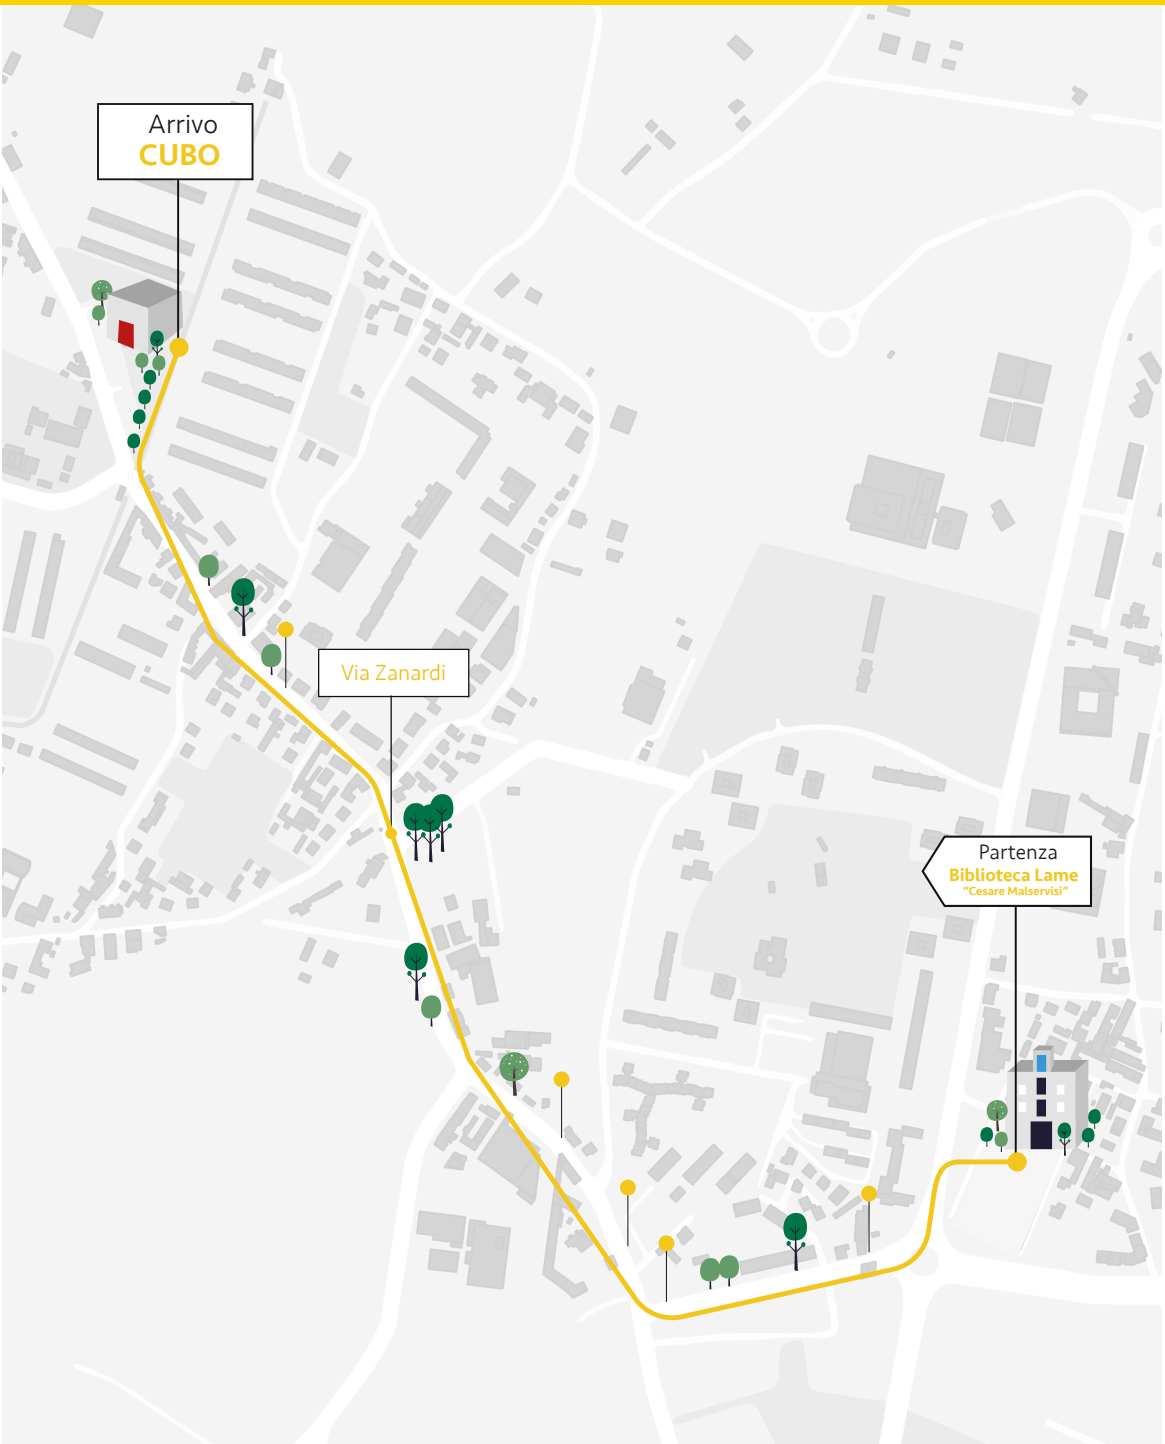 Arrivo
CUBO
Via Zanardi
Partenza
Biblioteca Lame
“Cesare Malservisi”